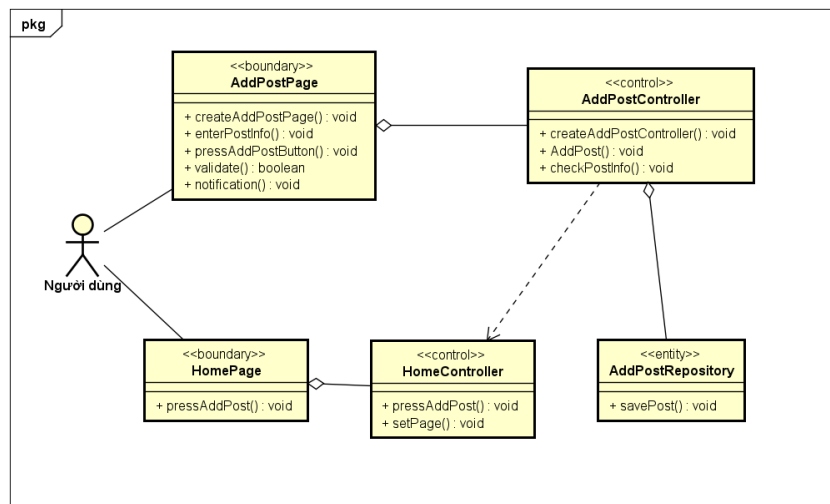 pkg
<<boundary>>
AddPostPage
+ createAddPostPage() : void
+ enterPostInfo() : void
+ pressAddPostButton() : void
+ validate() : boolean
+ notification() : void
<<control>>
AddPostController
+ createAddPostController() : void
+ AddPost() : void
+ checkPostInfo() : void
Người dùng
<<boundary>>
HomePage
+ pressAddPost() : void
<<control>>
HomeController
+ pressAddPost() : void
+ setPage() : void
<<entity>>
AddPostRepository
+ savePost() : void